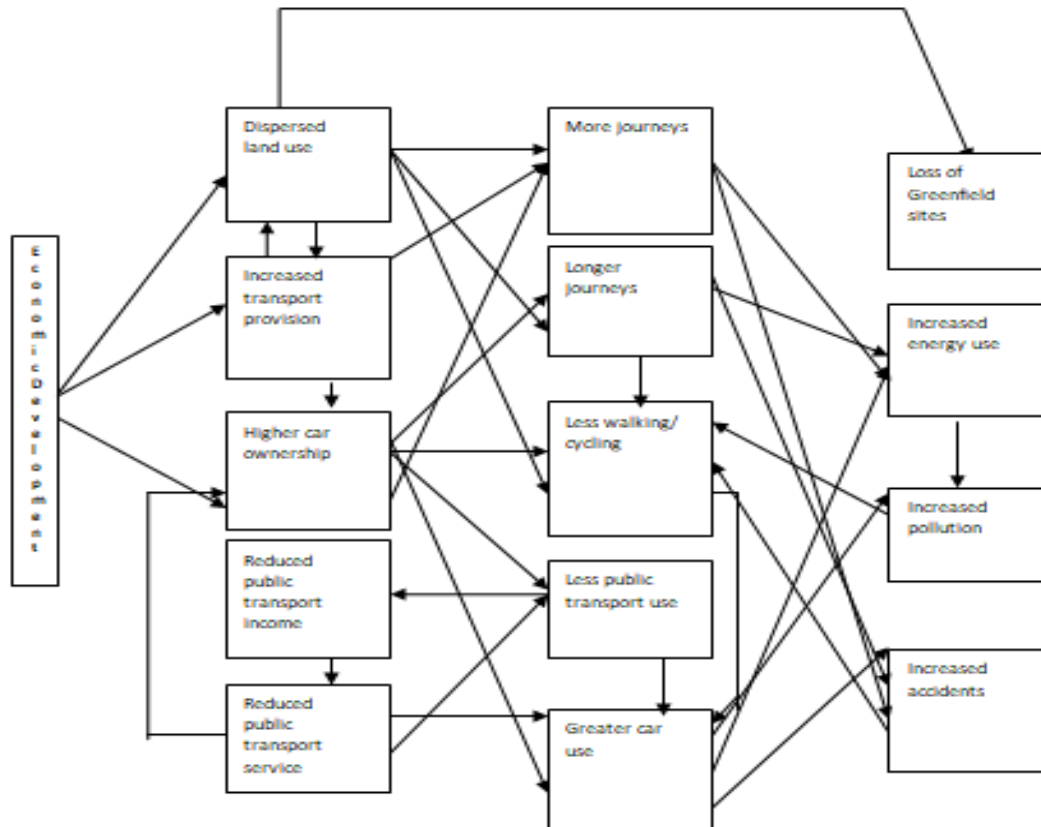 Economic Development
Dispersed
land use
Increased
transport
provision
Higher car
ownership
Reduced
public
transport
income
Reduced
public
transport
service
More journeys
Longer
journeys
Less walking/
cycling
Less public
transport use
Greater car
use
Loss of
Greenfield
sites
Increased
energy use
Increased
pollution
Increased
accidents